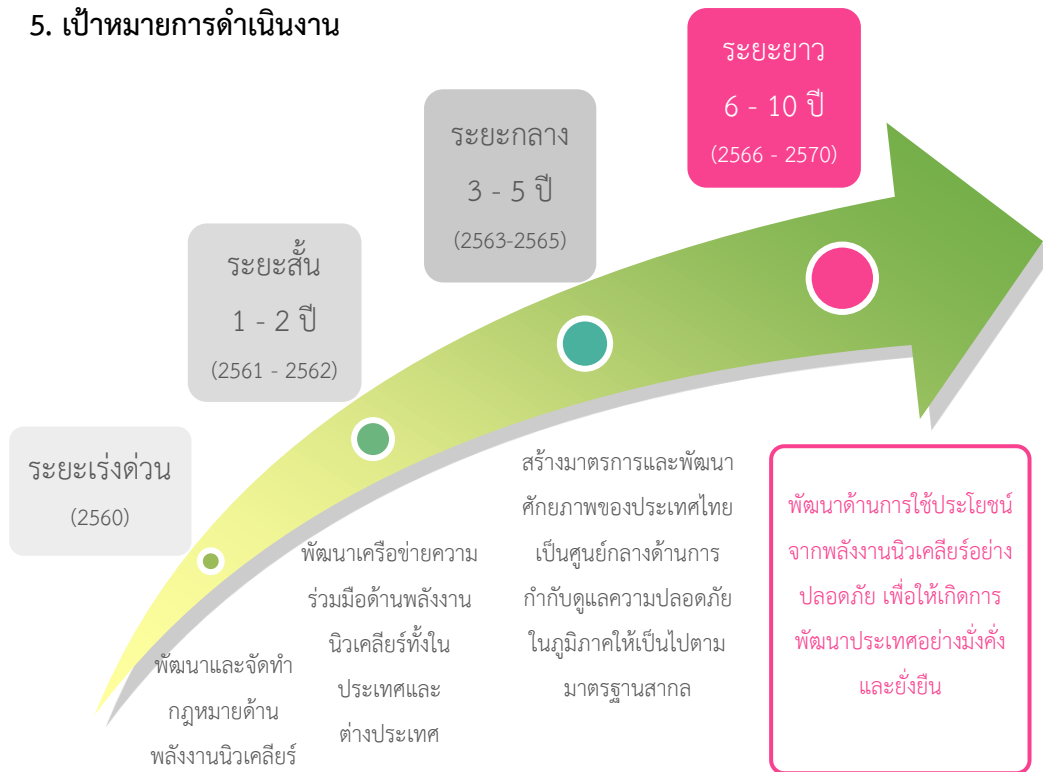 5. เป้าหมายการดำเนินงาน
ระยะเร่งด่วน
(2560)
พัฒนาและจัดทำ
กฎหมายด้าน
พลังงานนิวเคลียร์
ระยะสั้น
1 - 2 ปี
(2561 - 2562)
พัฒนาเครือข่ายความ
ร่วมมือด้านพลังงาน
นิวเคลียร์ทั้งใน
ประเทศและ
ต่างประเทศ
ระยะกลาง
3 - 5 ปี
(2563-2565)
สร้างมาตรการและพัฒนา
ศักยภาพของประเทศไทย
เป็นศูนย์กลางด้านการ
กำกับดูแลความปลอดภัย
ในภูมิภาคให้เป็นไปตาม
มาตรฐานสากล
ระยะยาว
6 - 10 ปี
(2566 - 2570)
พัฒนาด้านการใช้ประโยชน์
จากพลังงานนิวเคลียร์อย่าง
ปลอดภัย เพื่อให้เกิดการ
พัฒนาประเทศอย่างมั่งคั่ง
และยั่งยืน